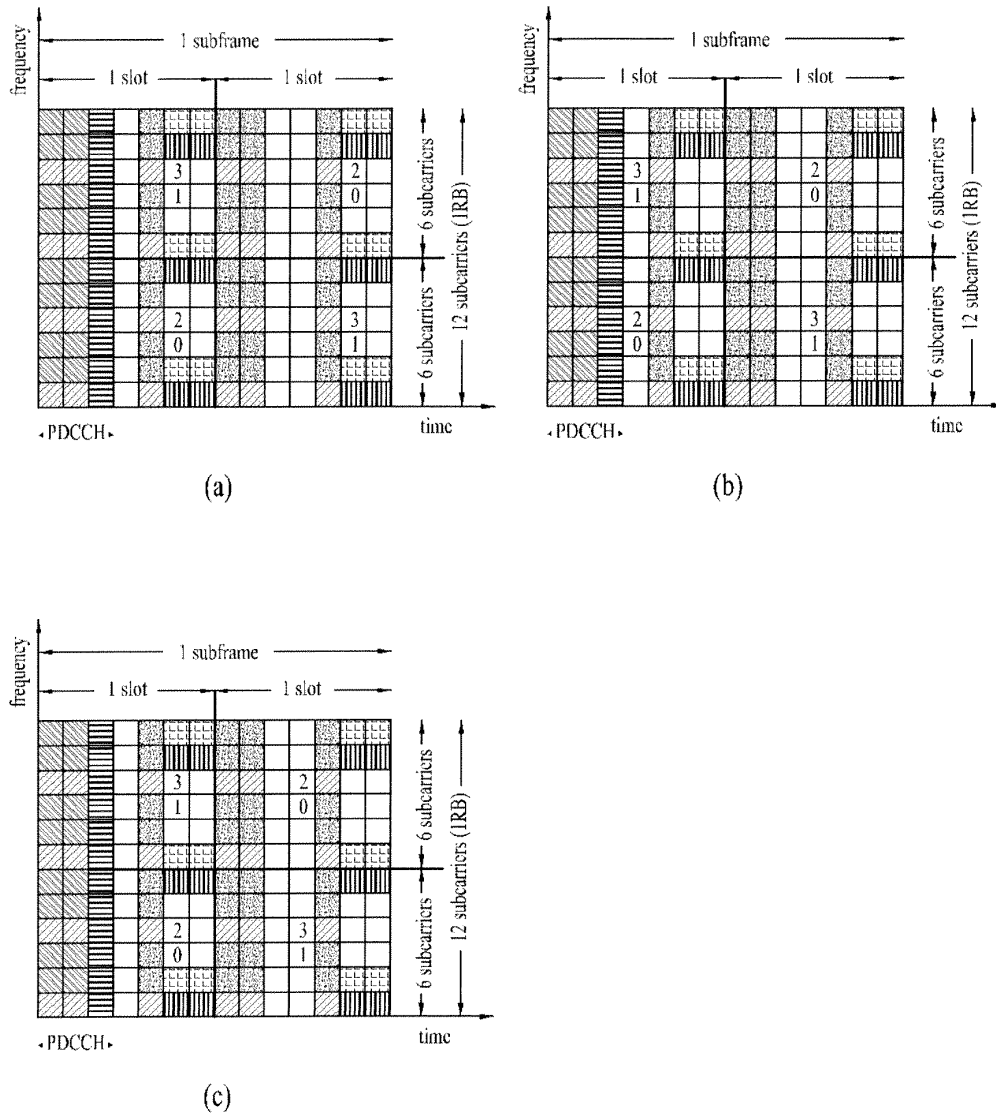 frequency
1 subframe
1 slot 1 slot
3 2
1 0
2 3
0 1
6 subcarriers
6 subcarriers
12 subcarriers (1RB)
time
PDCCH
(a)
frequency
1 subframe
1 slot 1 slot
3 2
1 0
2 3
0 1
6 subcarriers
6 subcarriers
12 subcarriers (1RB)
time
PDCCH
(b)
frequency
1 subframe
1 slot 1 slot
3 2
1 0
2 3
0 1
6 subcarriers
6 subcarriers
12 subcarriers (1RB)
time
PDCCH
(c)